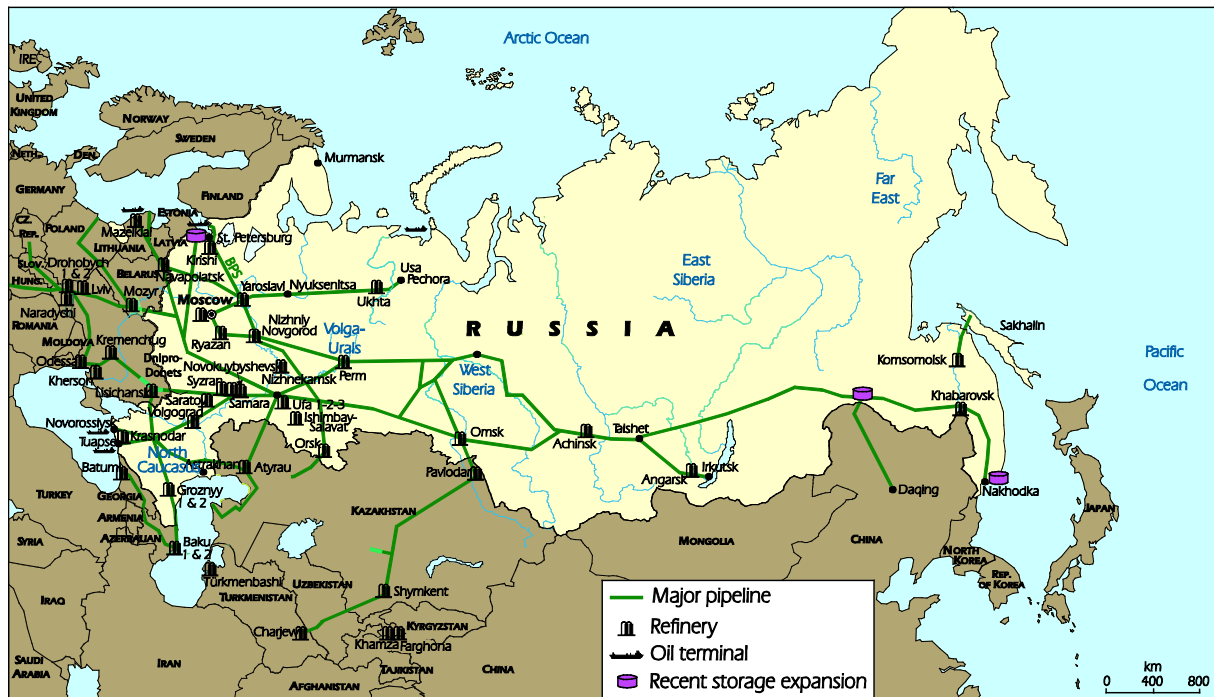 Arctic Ocean
IRE.
UNITED
KINGDOM
NORWAY
SWEDEN
NETH.
DEN.
Murmansk
GERMANY
FINLAND
Far
East
CZ.
REP.
POLAND
Mazeikiai
ESTONIA
LATVIA
LITHUANIA
St. Petersburg
Kirishi
SLOV.
HUNG.
Drohobych
1 & 2
Lviv
BELARUS
Navapolatsk
BPS
Usa
Pechora
East
Siberia
Mozyr
Moscow
Yaroslavl
Nyuksenitsa
Ukhta
Naradychi
ROMANIA
MOLDOVA
Kremenchug
Ryazan
Nizhniy
Novgorod
Volga-
Urals
RUSSIA
Sakhalin
Pacific
Ocean
Odessa
Kherson
Dnipro-
Donets
Novokuybyshevsk
Syzran
Nizhnekamsk
Perm
West
Siberia
Komsomolsk
Lisichansk
Saratov
Volgograd
Samara
Ufa 1-2-3
Ishimbay-
Salavat
Khabarovsk
Novorossiysk
Tuapse
Krasnodar
Orsk
Omsk
Achinsk
Taishet
North
Caucasus
Astrakhan
Atyrau
Pavlodar
Angarsk
Irkutsk
Batumi
Groznyy
1 & 2
Daqing
Nakhodka
TURKEY
GEORGIA
ARMENIA
AZERBAIJAN
KAZAKHSTAN
JAPAN
SYRIA
Baku
1 & 2
MONGOLIA
CHINA
NORTH
KOREA
REP.
OF KOREA
Turkmenbashi
UZBEKISTAN
TURKMENISTAN
Shymkent
IRAQ
Charjew
Khamza
Farghona
KYRGYZSTAN
TAJIKISTAN
CHINA
SAUDI
ARABIA
IRAN
AFGHANISTAN
Major pipeline
Refinery
Oil terminal
Recent storage expansion
km
0 400 800